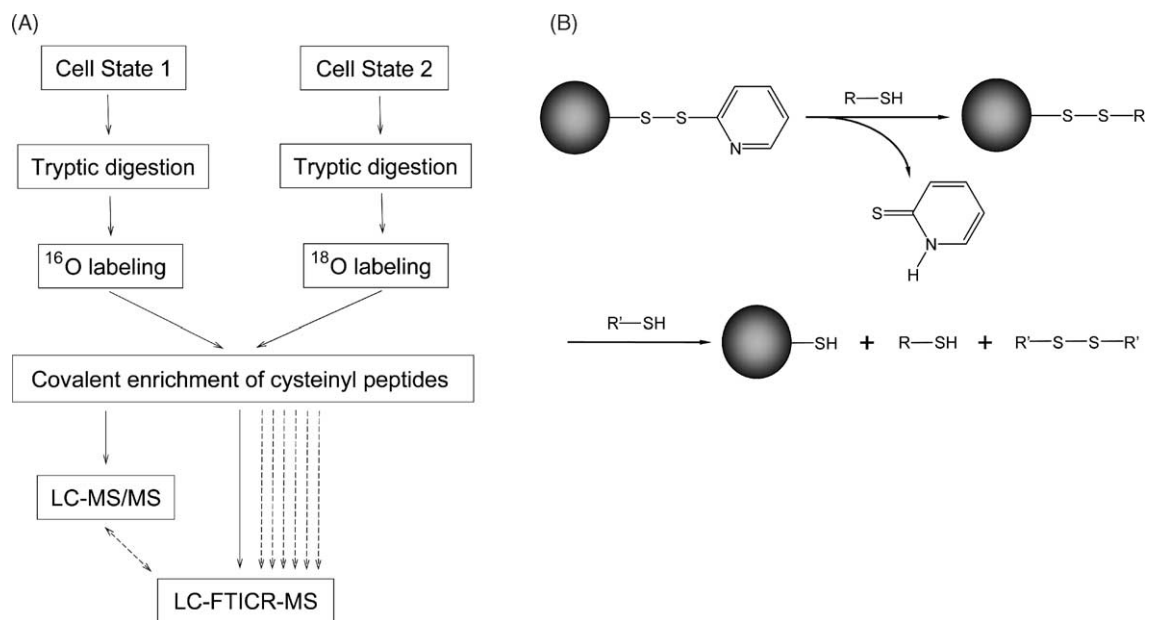 (A)
Cell State 1
Cell State 2
Tryptic digestion
Tryptic digestion
16O labeling
18O labeling
Covalent enrichment of cysteinyl peptides
LC-MS/MS
LC-FTICR-MS
(B)
S—S
N
R—SH
S—S—R
S
N
H
R'—SH
SH + R—SH + R'—S—S—R'